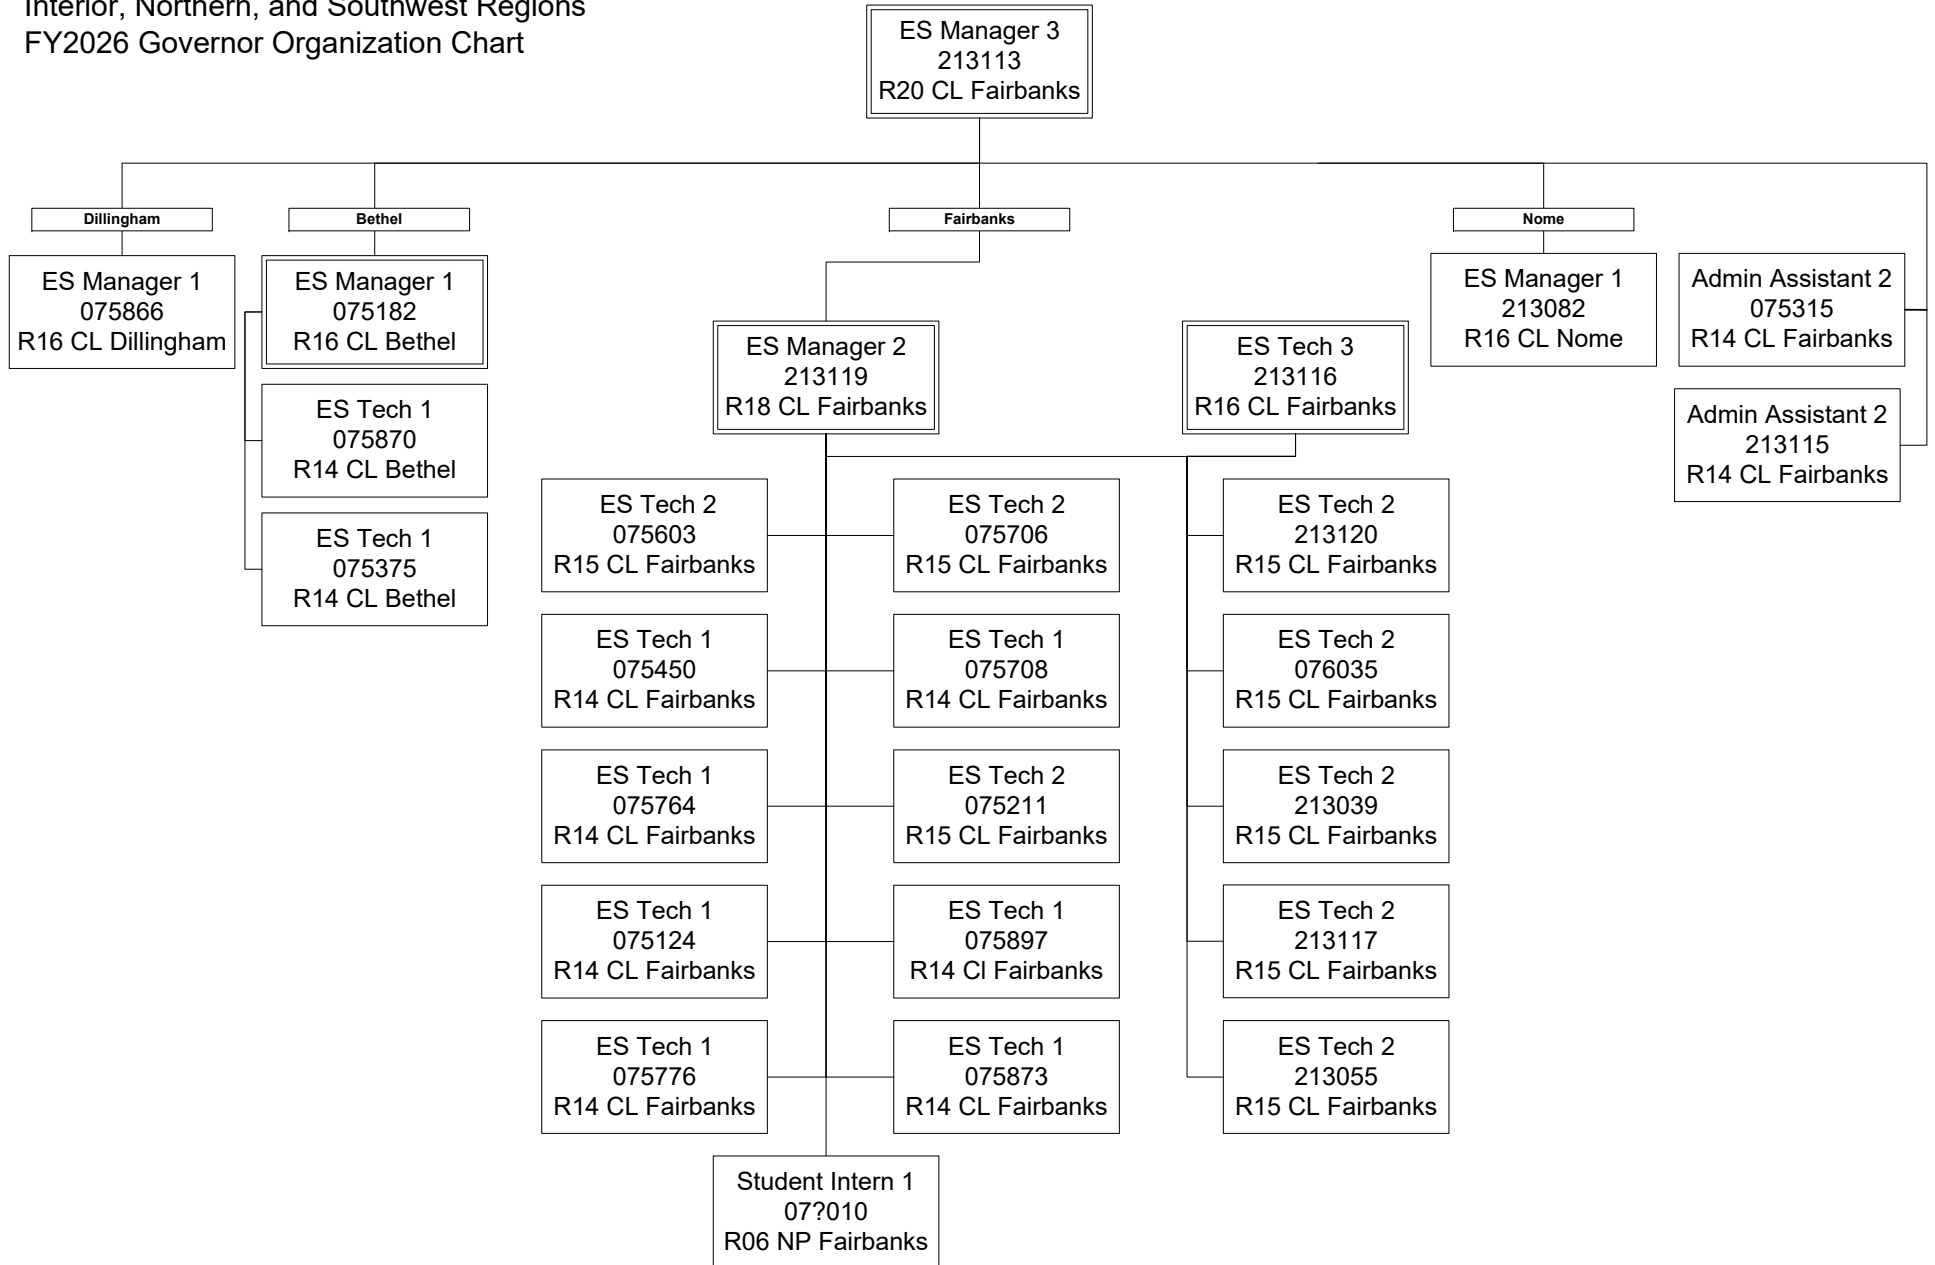 Interior, Northern, and Southwest Regions
FY2026 Governor Organization Chart
ES Manager 3
213113
R20 CL Fairbanks
Dillingham
Bethel
Fairbanks
Nome
ES Manager 1
075866
R16 CL Dillingham
ES Manager 1
075182
R16 CL Bethel
ES Tech 1
075870
R14 CL Bethel
ES Tech 1
075375
R14 CL Bethel
ES Manager 2
213119
R18 CL Fairbanks
ES Tech 3
213116
R16 CL Fairbanks
ES Manager 1
213082
R16 CL Nome
Admin Assistant 2
075315
R14 CL Fairbanks
Admin Assistant 2
213115
R14 CL Fairbanks
ES Tech 2
075603
R15 CL Fairbanks
ES Tech 2
075706
R15 CL Fairbanks
ES Tech 2
213120
R15 CL Fairbanks
ES Tech 1
075450
R14 CL Fairbanks
ES Tech 1
075708
R14 CL Fairbanks
ES Tech 2
076035
R15 CL Fairbanks
ES Tech 1
075764
R14 CL Fairbanks
ES Tech 2
075211
R15 CL Fairbanks
ES Tech 2
213039
R15 CL Fairbanks
ES Tech 1
075124
R14 CL Fairbanks
ES Tech 1
075897
R14 Cl Fairbanks
ES Tech 2
213117
R15 CL Fairbanks
ES Tech 1
075776
R14 CL Fairbanks
ES Tech 1
075873
R14 CL Fairbanks
ES Tech 2
213055
R15 CL Fairbanks
Student Intern 1
07?010
R06 NP Fairbanks